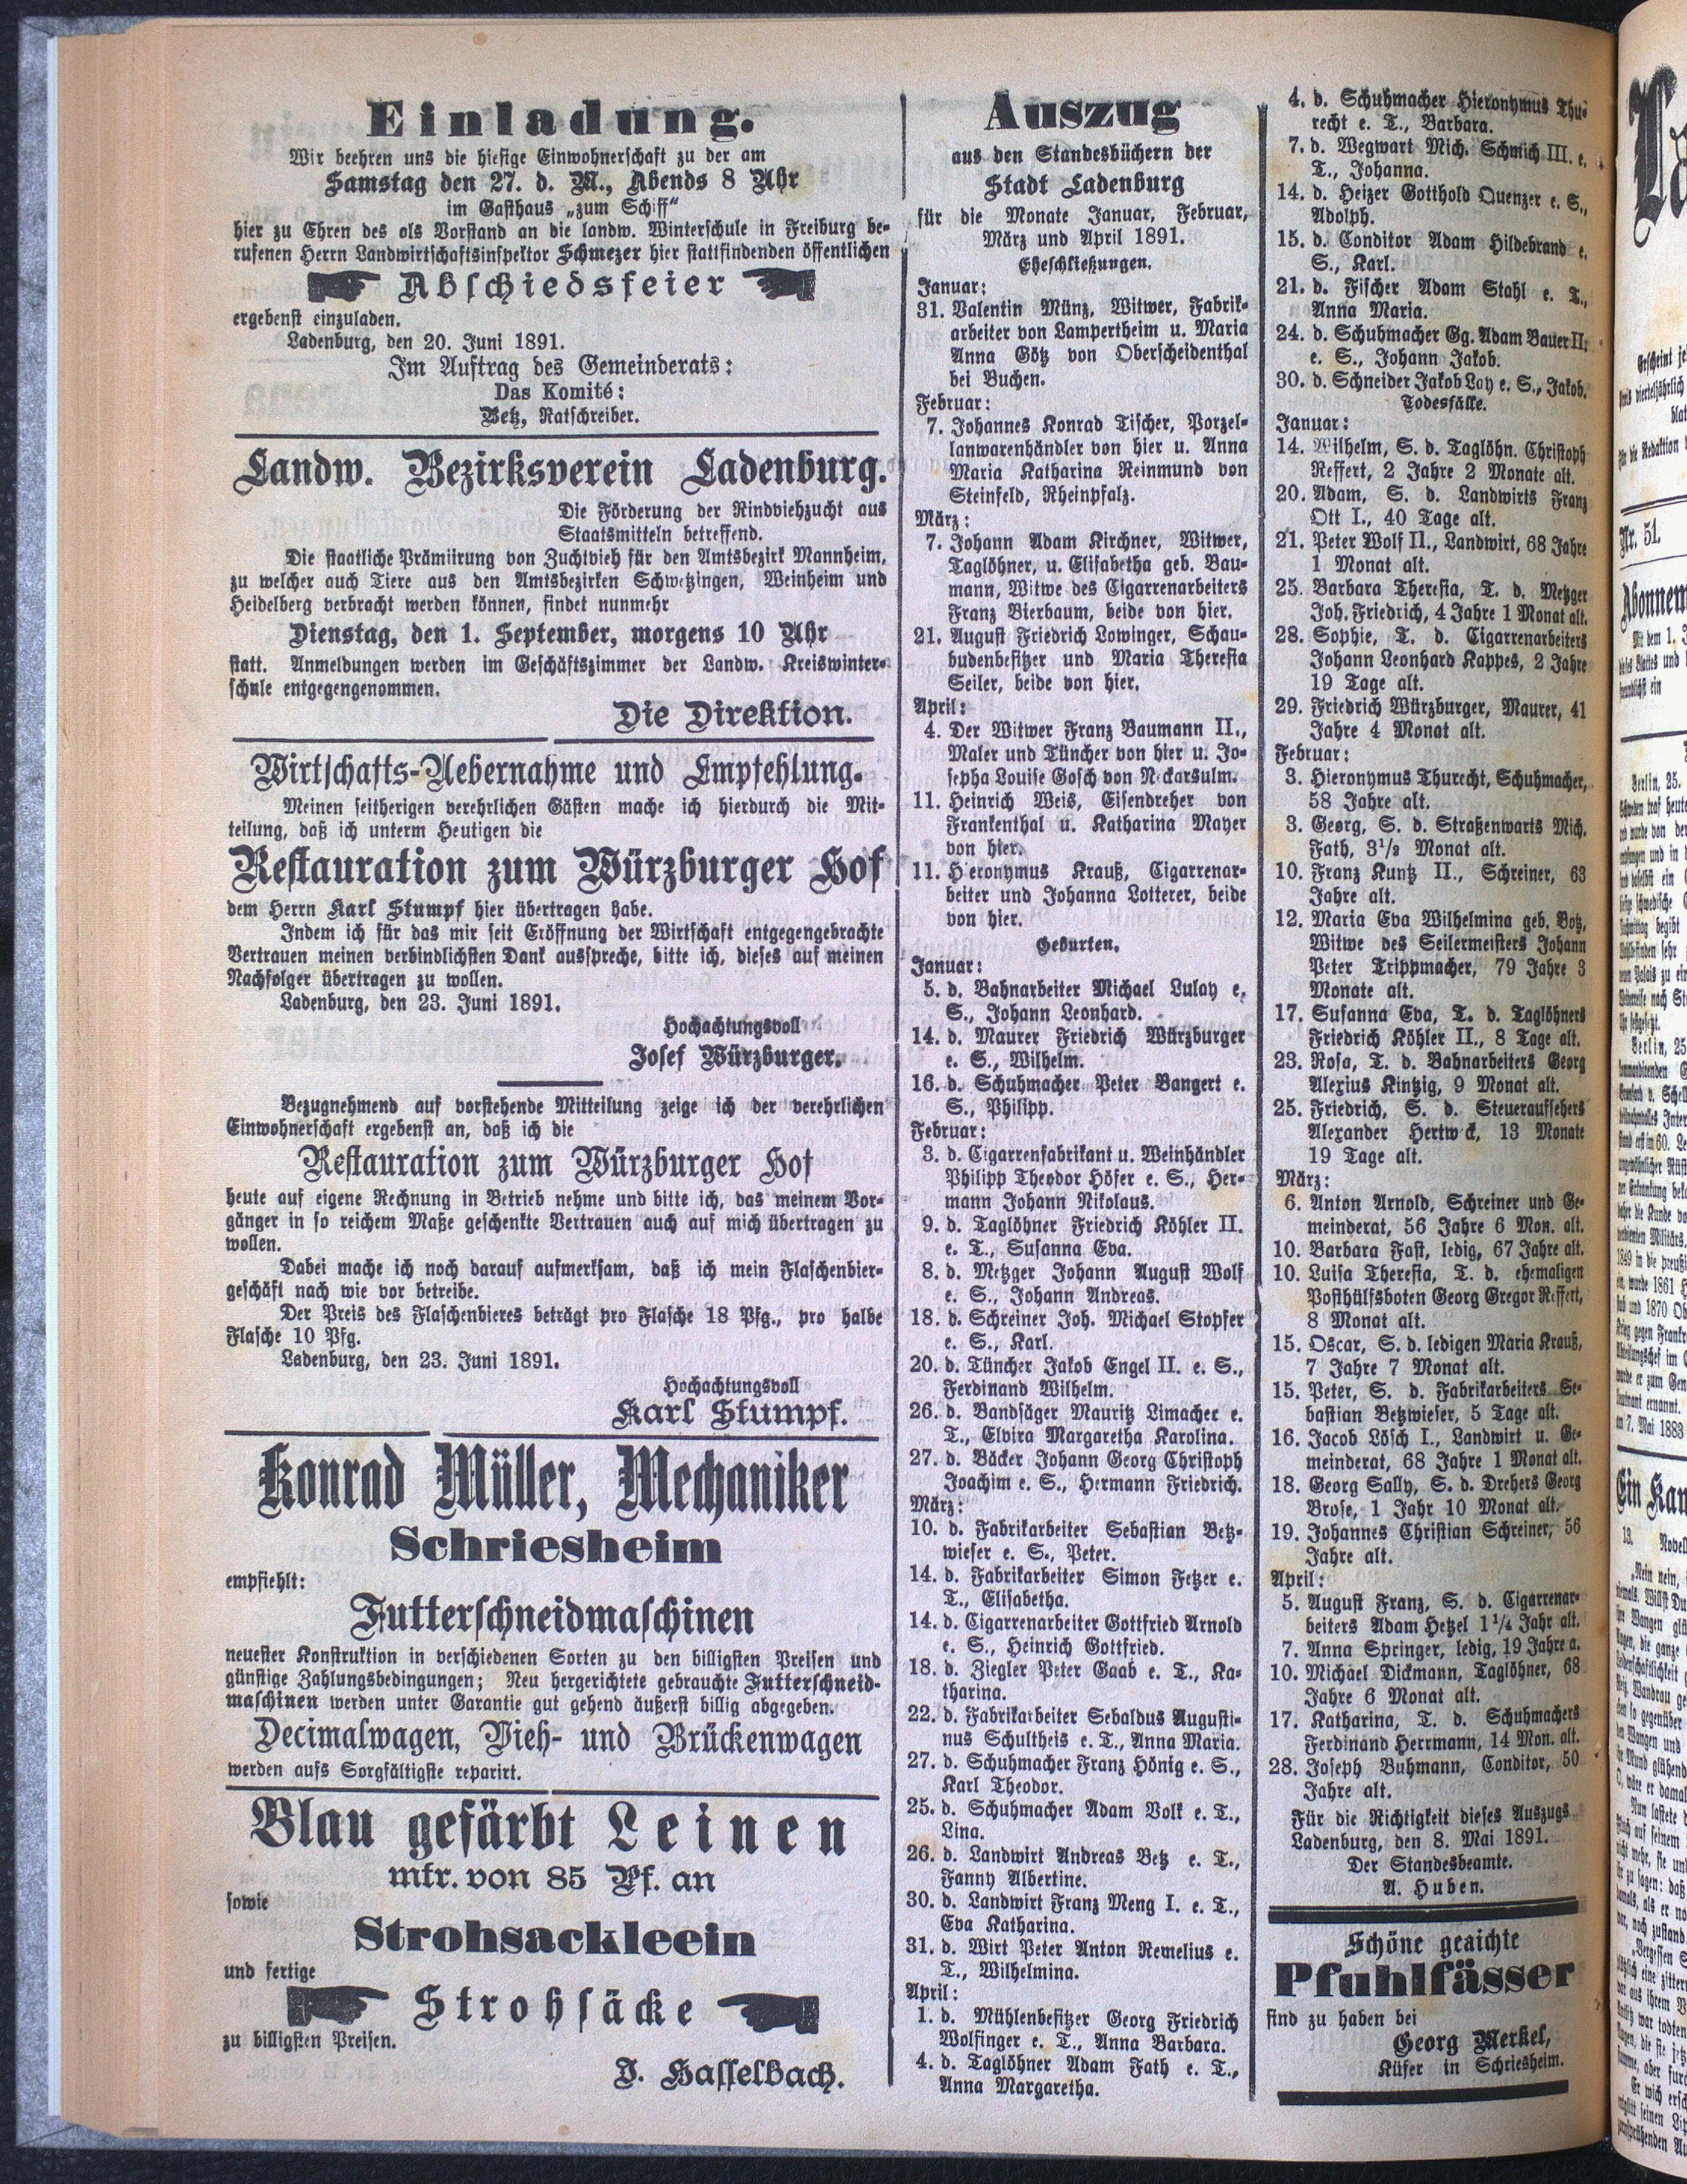 Einladung.
Wir beehren uns die hiesige Einwohnerschaft zu der am
Samstag den 27. d. M., Abends 8 Uhr
im Gasthaus „zum Schiff“
hier zu Ehren des als Vorstand an die landw. Winterschule in Freiburg be-
rufenen Herrn Landwirtschaftsinspektor Schmezer hier stattfindenden öffentlichen
Abschiedsfeier
ergebenst einzuladen.
Ladenburg, den 20. Juni 1891.
Im Auftrag des Gemeinderats:
Das Komité:
Betz, Ratschreiber.
Landw. Bezirksverein Ladenburg.
Die Förderung der Rindviehzucht aus
Staatsmitteln betreffend.
Die staatliche Prämiirung von Zuchtvieh für den Amtsbezirk Mannheim,
zu welcher auch Tiere aus den Amtsbezirken Schwetzingen, Weinheim und
Heidelberg verbracht werden können, findet nunmehr
Dienstag, den 1. September, morgens 10 Uhr
statt. Anmeldungen werden im Geschäftszimmer der Landw. Kreiswinter-
schule entgegengenommen.
Die Direktion.
Wirtschafts-Uebernahme und Empfehlung.
Meinen seitherigen verehrlichen Gästen mache ich hierdurch die Mit-
teilung, daß ich unterm Heutigen die
Restauration zum Würzburger Hof
dem Herrn Karl Stumpf hier übertragen habe.
Indem ich für das mir seit Eröffnung der Wirtschaft entgegengebrachte
Vertrauen meinen verbindlichsten Dank ausspreche, bitte ich, dieses auf meinen
Nachfolger übertragen zu wollen.
Ladenburg, den 23. Juni 1891.
Hochachtungsvoll
Josef Würzburger.
Bezugnehmend auf vorstehende Mitteilung zeige ich der verehrlichen
Einwohnerschaft ergebenst an, daß ich die
Restauration zum Würzburger Hof
heute auf eigene Rechnung in Betrieb nehme und bitte ich, das meinem Vor-
gänger in so reichem Maße geschenkte Vertrauen auch auf mich übertragen zu
wollen.
Dabei mache ich noch darauf aufmerksam, daß ich mein Flaschenbier-
geschäft nach wie vor betreibe.
Der Preis des Flaschenbieres beträgt pro Flasche 18 Pfg., pro halbe
Flasche 10 Pfg.
Ladenburg, den 23. Juni 1891.
Hochachtungsvoll
Karl Stumpf.
Konrad Müller, Mechaniker
Schriesheim
empfiehlt:
Futterschneidmaschinen
neuester Konstruktion in verschiedenen Sorten zu den billigsten Preisen und
günstige Zahlungsbedingungen; Neu hergerichtete gebrauchte Futterschneid-
maschinen werden unter Garantie gut gehend äußerst billig abgegeben.
Decimalwagen, Vieh- und Brückenwagen
werden aufs Sorgfältigste reparirt.
Blau gefärbt Leinen
mtr. von 85 Pf. an
sowie
Strohsackleein
und fertige
Strohsäcke
zu billigsten Preisen.
J. Hasselbach.
Auszug
aus den Standesbüchern der
Stadt Ladenburg
für die Monate Januar, Februar,
März und April 1891.
Eheschließungen.
Januar:
31. Valentin Münz, Witwer, Fabrik-
arbeiter von Lampertheim u. Maria
Anna Götz von Oberscheidenthal
bei Buchen.
Februar:
7. Johannes Konrad Tischer, Porzel-
lanwarenhändler von hier u. Anna
Maria Katharina Reinmund von
Steinfeld, Rheinpfalz.
März:
7. Johann Adam Kirchner, Witwer,
Taglöhner, u. Elisabetha geb. Bau-
mann, Witwe des Cigarrenarbeiters
Franz Bierbaum, beide von hier.
21. August Friedrich Lowinger, Schau-
budenbesitzer und Maria Theresia
Seiler, beide von hier.
April:
4. Der Witwer Franz Baumann II.,
Maler und Tüncher von hier u. Jo-
sepha Louise Gosch von Neckarsulm.
11. Heinrich Weis, Eisendreher von
Frankenthal u. Katharina Mayer
von hier.
11. Hieronymus Krauß, Cigarrenar-
beiter und Johanna Lotterer, beide
von hier.
Geburten.
Januar:
5. d. Bahnarbeiter Michael Lulay e.
S., Johann Leonhard.
14. d. Maurer Friedrich Würzburger
e. S., Wilhelm.
16. d. Schuhmacher Peter Bangert e.
S., Philipp.
Februar:
3. d. Cigarrenfabrikant u. Weinhändler
Philipp Theodor Höfer e. S., Her-
mann Johann Nikolaus.
9. d. Taglöhner Friedrich Köhler II.
e. T., Susanna Eva.
8. d. Metzger Johann August Wolf
e. S., Johann Andreas.
18. d. Schreiner Joh. Michael Stopfer
e. S., Karl.
20. d. Tüncher Jakob Engel II. e. S.,
Ferdinand Wilhelm.
26. d. Bandsäger Mauritz Limacher e.
T., Elvira Margaretha Karolina.
27. d. Bäcker Johann Georg Christoph
Joachim e. S., Hermann Friedrich.
März:
10. d. Fabrikarbeiter Sebastian Betz-
wieser e. S., Peter.
14. d. Fabrikarbeiter Simon Fetzer e.
T., Elisabetha.
14. d. Cigarrenarbeiter Gottfried Arnold
e. S., Heinrich Gottfried.
18. d. Ziegler Peter Gaab e. T., Ka-
tharina.
22. d. Fabrikarbeiter Sebaldus Augusti-
nus Schultheis e. T., Anna Maria.
27. d. Schuhmacher Franz Hönig e. S.,
Karl Theodor.
25. d. Schuhmacher Adam Volk e. T.,
Lina.
26. d. Landwirt Andreas Betz e. T.,
Fanny Albertine.
30. d. Landwirt Franz Meng I. e. T.,
Eva Katharina.
31. d. Wirt Peter Anton Remelius e.
T., Wilhelmina.
April:
1. d. Mühlenbesitzer Georg Friedrich
Wolfinger e. T., Anna Barbara.
4. d. Taglöhner Adam Fath e. T.,
Anna Margaretha.
4. d. Schuhmacher Hieronymus Thu-
recht e. T., Barbara.
7. d. Wegwart Mich. Schmich III. e.
T., Johanna.
14. d. Heizer Gotthold Quenzer e. S.,
Adolph.
15. d. Conditor Adam Hildebrand e.
S., Karl.
21. d. Fischer Adam Stahl e. T.,
Anna Maria.
24. d. Schuhmacher Gg. Adam Bauer II.
e. S., Johann Jakob.
30. d. Schneider Jakob Loy e. S., Jakob.
Todesfälle.
Januar:
14. Wilhelm, S. d. Taglöhn. Christoph
Reffert, 2 Jahre 2 Monate alt.
20. Adam, S. d. Landwirts Franz
Ott I., 40 Tage alt.
21. Peter Wolf II., Landwirt, 68 Jahre
1 Monat alt.
25. Barbara Theresia, T. d. Metzger
Joh. Friedrich, 4 Jahre 1 Monat alt.
28. Sophie, T. d. Cigarrenarbeiters
Johann Leonhard Kappes, 2 Jahre
19 Tage alt.
29. Friedrich Würzburger, Maurer, 41
Jahre 4 Monat alt.
Februar:
3. Hieronymus Thurecht, Schuhmacher,
58 Jahre alt.
3. Georg, S. d. Straßenwarts Mich.
Fath, 3 1/2 Monat alt.
10. Franz Kuntz II., Schreiner, 63
Jahre alt.
12. Maria Eva Wilhelmina geb. Botz,
Witwe des Seilermeisters Johann
Peter Trippmacher, 79 Jahre 3
Monate alt.
17. Susanna Eva, T. d. Taglöhners
Friedrich Köhler II., 8 Tage alt.
23. Rosa, T. d. Bahnarbeiters Georg
Alexius Kintzig, 9 Monat alt.
25. Friedrich, S. d. Steueraufsehers
Alexander Hertweck, 13 Monate
19 Tage alt.
März:
6. Anton Arnold, Schreiner und Ge-
meinderat, 56 Jahre 6 Mon. alt.
10. Barbara Fast, ledig, 67 Jahre alt.
10. Luisa Theresia, T. d. ehemaligen
Posthülfsboten Georg Gregor Reffert,
8 Monat alt.
15. Oscar, S. d. ledigen Maria Krauß,
7 Jahre 7 Monat alt.
15. Peter, S. d. Fabrikarbeiters Se-
bastian Betzwieser, 5 Tage alt.
16. Jacob Lösch I., Landwirt u. Ge-
meinderat, 68 Jahre 1 Monat alt.
18. Georg Sally, S. d. Drehers Georg
Brose, 1 Jahr 10 Monat alt.
19. Johannes Christian Schreiner, 56
Jahre alt.
April:
5. August Franz, S. d. Cigarrenar-
beiters Adam Hetzel 1 1/4 Jahr alt.
7. Anna Springer, ledig, 19 Jahre a.
10. Michael Dickmann, Taglöhner, 68
Jahre 6 Monat alt.
17. Katharina, T. d. Schuhmachers
Ferdinand Herrmann, 14 Mon. alt.
28. Joseph Buhmann, Conditor, 50
Jahre alt.
Für die Richtigkeit dieses Auszugs
Ladenburg, den 8. Mai 1891.
Der Standesbeamte.
A. Huben.
Schöne geaichte
Pfuhlfässer
sind zu haben bei
Georg Merkel,
Küfer in Schriesheim.
Nr. 51.